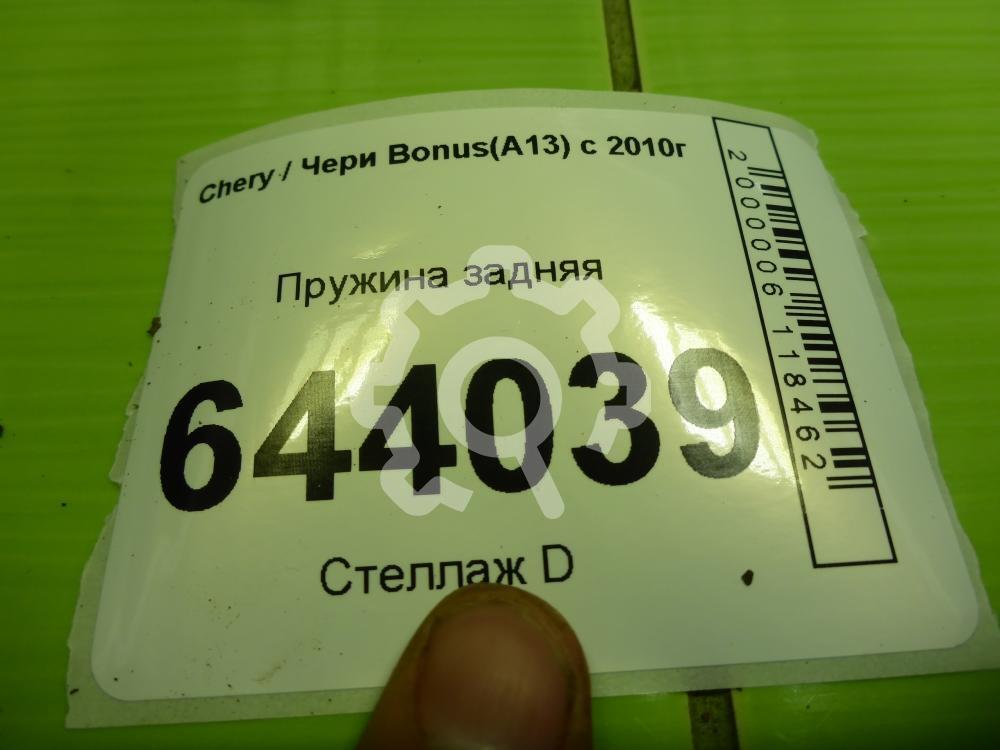 Chery / Чери Bonus(A13) с 2010г
Пружина задняя
644039
Стеллаж D
2000006118462